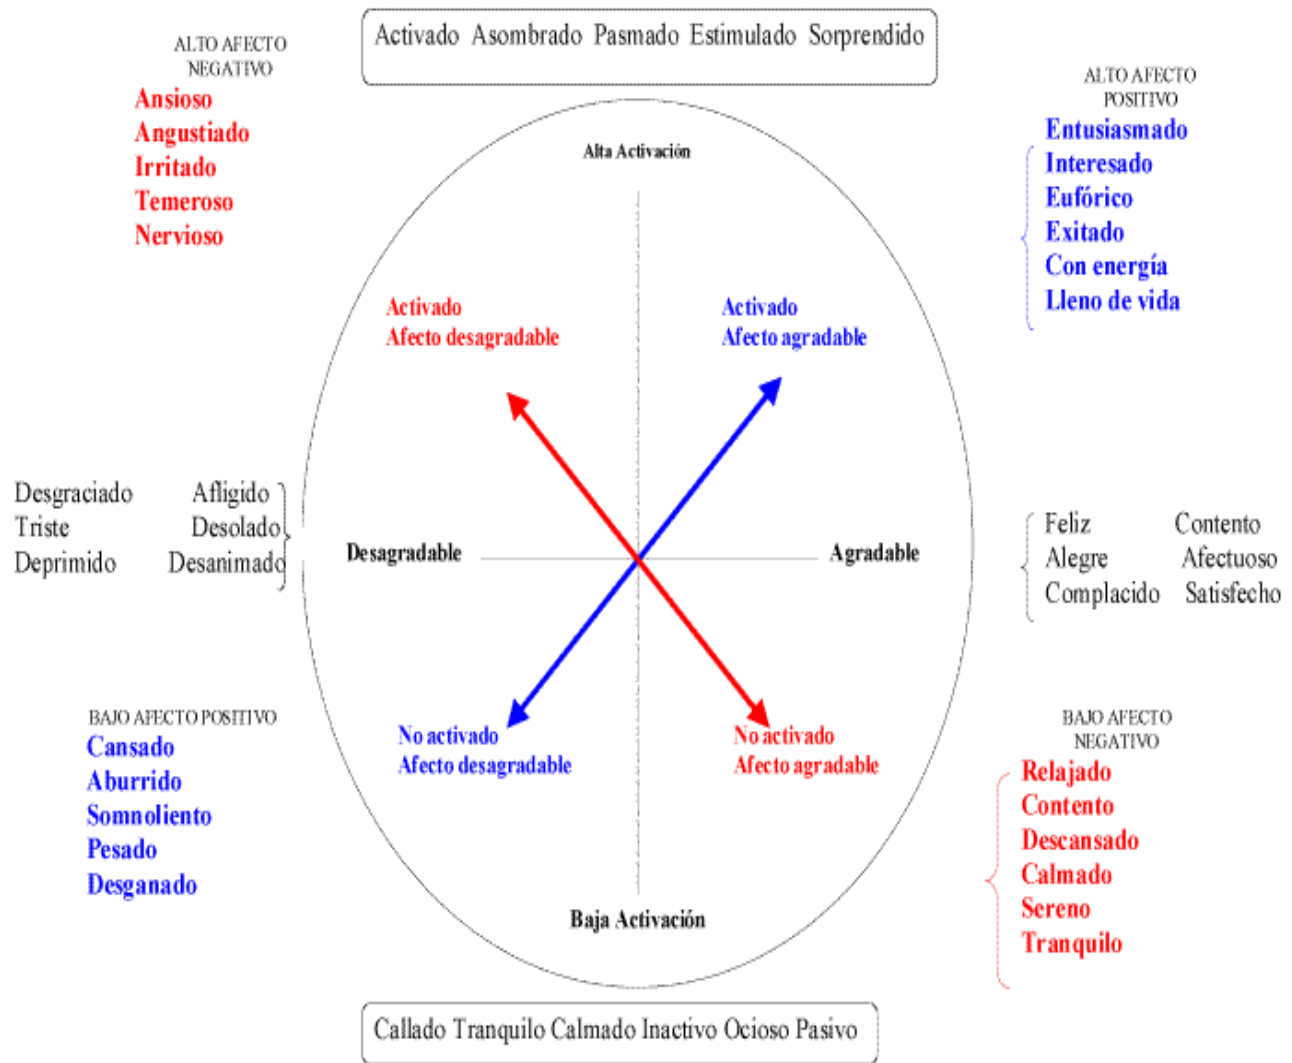 Activado Asombrado Pasmado Estimulado Sorprendido
ALTO AFECTO
NEGATIVO
Ansioso
Angustiado
Irritado
Temeroso
Nervioso
ALTO AFECTO
POSITIVO
Entusiasmado
Interesado
Eufórico
Exitado
Con energía
Lleno de vida
Alta Activación
Activado
Afecto desagradable
Activado
Afecto agradable
Desgraciado Afligido
Triste Desolado
Deprimido Desanimado
Desagradable
Agradable
Feliz Contento
Alegre Afectuoso
Complacido Satisfecho
BAJO AFECTO POSITIVO
Cansado
Aburrido
Somnoliento
Pesado
Desganado
No activado
Afecto desagradable
No activado
Afecto agradable
BAJO AFECTO
NEGATIVO
Relajado
Contento
Descansado
Calmado
Sereno
Tranquilo
Baja Activación
Callado Tranquilo Calmado Inactivo Ocioso Pasivo